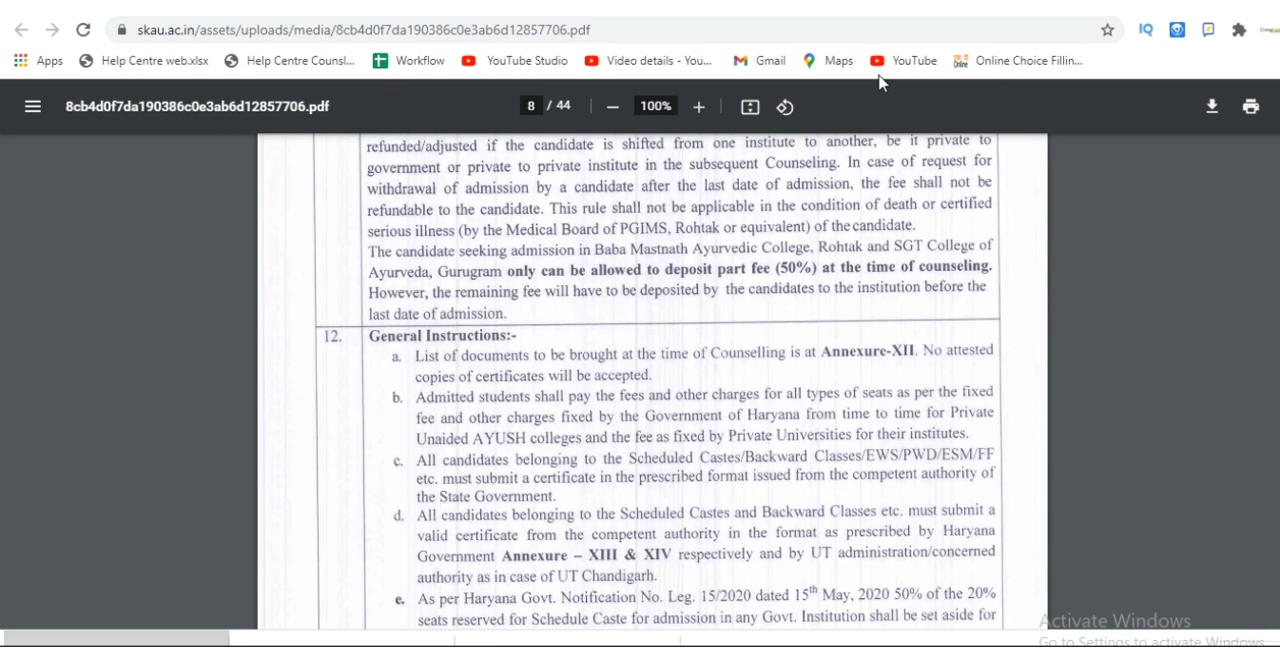 skau.ac.in/assets/uploads/media/8cb4d0f7da190386c0e3ab6d12857706.pdf
IQ
Apps Help Centre web.xlsx Help Centre Counsl... Workflow YouTube Studio Video details - You... Gmail Maps YouTube Online Choice Fillin...
8cb4d0f7da190386c0e3ab6d12857706.pdf 8 / 44 100%
refunded/adjusted if the candidate is shifted from one institute to another, be it private to
government or private to private institute in the subsequent Counseling. In case of request for
withdrawal of admission by a candidate after the last date of admission, the fee shall not be
refundable to the candidate. This rule shall not be applicable in the condition of death or certified
serious illness (by the Medical Board of PGIMS, Rohtak or equivalent) of the candidate.
The candidate seeking admission in Baba Mastnath Ayurvedic College, Rohtak and SGT College of
Ayurveda, Gurugram only can be allowed to deposit part fee (50%) at the time of counseling.
However, the remaining fee will have to be deposited by the candidates to the institution before the
last date of admission.
12. General Instructions:-
a. List of documents to be brought at the time of Counselling is at Annexure-XII. No attested
copies of certificates will be accepted.
b. Admitted students shall pay the fees and other charges for all types of seats as per the fixed
fee and other charges fixed by the Government of Haryana from time to time for Private
Unaided AYUSH colleges and the fee as fixed by Private Universities for their institutes.
c. All candidates belonging to the Scheduled Castes/Backward Classes/EWS/PWD/ESM/FF
etc. must submit a certificate in the prescribed format issued from the competent authority of
the State Government.
d. All candidates belonging to the Scheduled Castes and Backward Classes etc. must submit a
valid certificate from the competent authority in the format as prescribed by Haryana
Government Annexure – XIII & XIV respectively and by UT administration/concerned
authority as in case of UT Chandigarh.
e. As per Haryana Govt. Notification No. Leg. 15/2020 dated 15th May, 2020 50% of the 20%
seats reserved for Schedule Caste for admission in any Govt. Institution shall be set aside for
Activate Windows
Go to Settings to activate Windows.